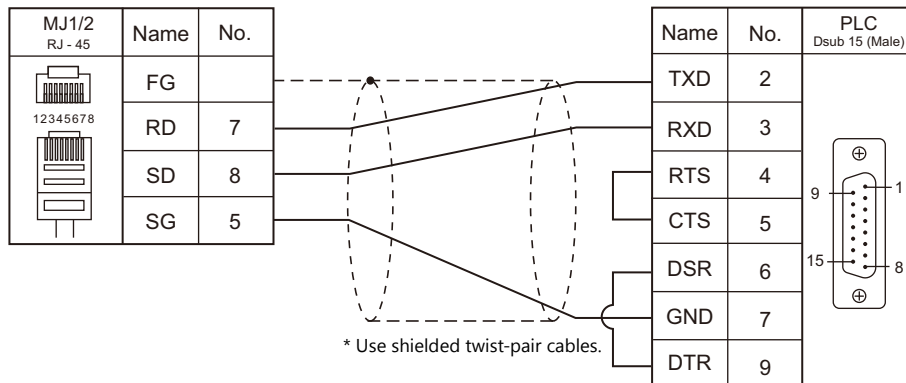 MJ1/2
RJ - 45
Name No.
12345678
FG
RD 7
SD 8
SG 5
Name No. PLC
Dsub 15 (Male)
TXD 2
RXD 3
RTS 4
CTS 5
DSR 6
GND 7
DTR 9
9 1
15 8
* Use shielded twist-pair cables.